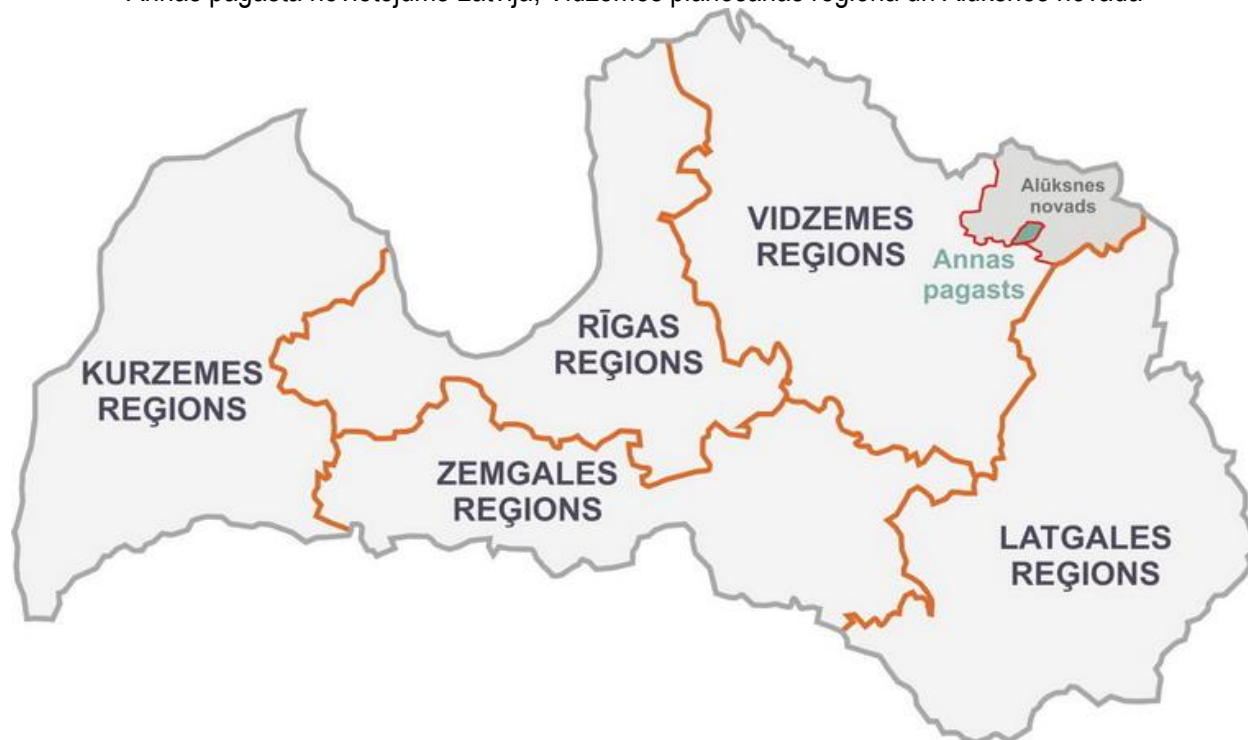 Annas pagasta novietojums Latvijā, Vidzemes plānošanas reģionā un Alūksnes novadā
Alūksnes
novads
VIDZEMES
REĢIONS
Annas
pagasts
RĪGAS
REĢIONS
KURZEMES
REĢIONS
ZEMGALES
REĢIONS
LATGALES
REĢIONS